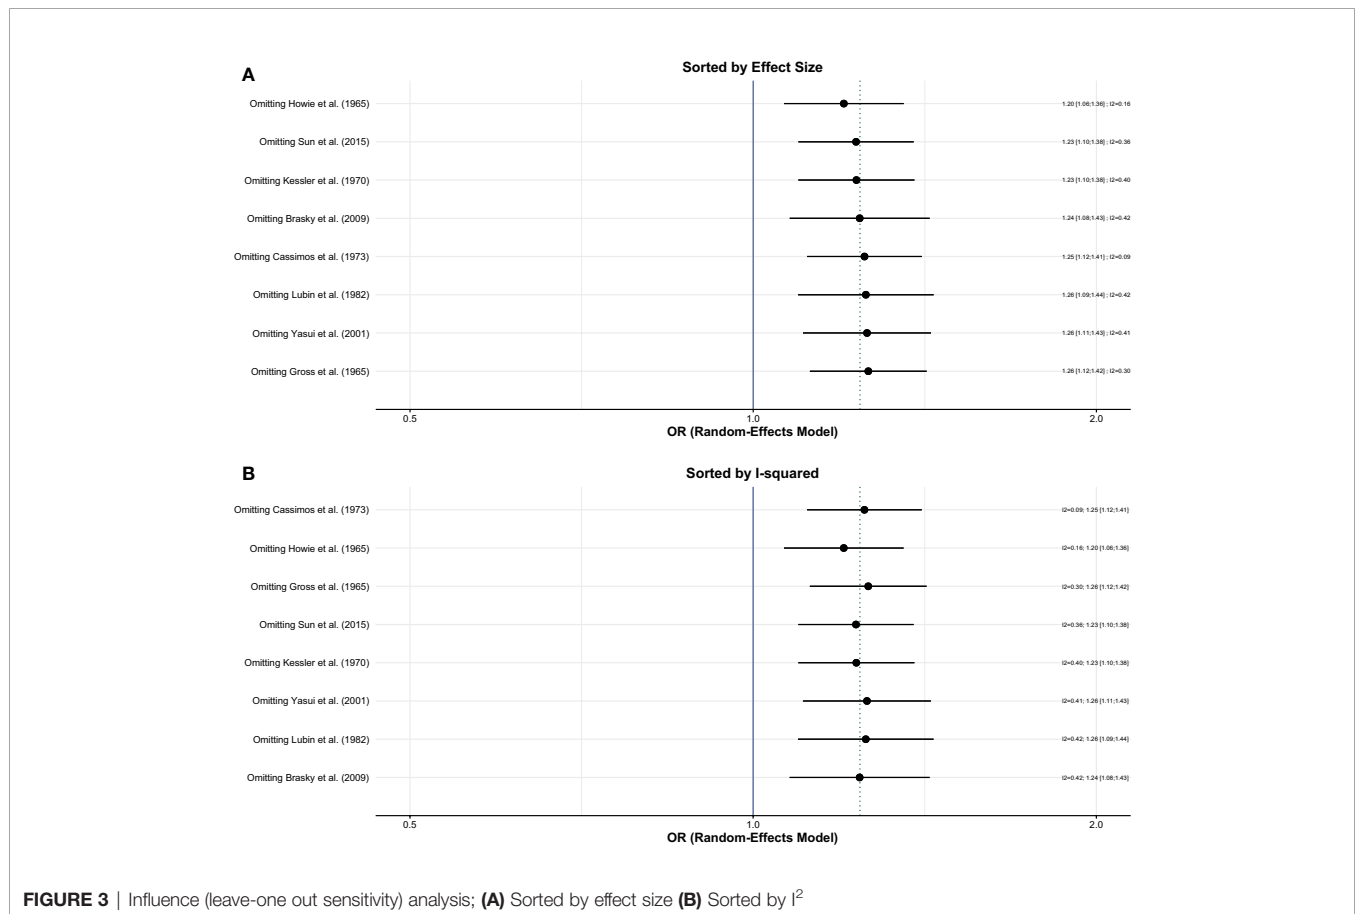 A
Sorted by Effect Size
Omitting Howie et al. (1965) 1.20 [1.06;1.36] ; I2=0.16
Omitting Sun et al. (2015) 1.23 [1.10;1.38] ; I2=0.36
Omitting Kessler et al. (1970) 1.23 [1.10;1.38] ; I2=0.40
Omitting Brasky et al. (2009) 1.24 [1.08;1.43] ; I2=0.42
Omitting Cassimos et al. (1973) 1.25 [1.12;1.41] ; I2=0.09
Omitting Lubin et al. (1982) 1.26 [1.09;1.44] ; I2=0.42
Omitting Yasui et al. (2001) 1.26 [1.11;1.43] ; I2=0.41
Omitting Gross et al. (1965) 1.26 [1.12;1.42] ; I2=0.30
0.5 1.0 2.0
OR (Random-Effects Model)
B
Sorted by I-squared
Omitting Cassimos et al. (1973) I2=0.09; 1.25 [1.12;1.41]
Omitting Howie et al. (1965) I2=0.16; 1.20 [1.06;1.36]
Omitting Gross et al. (1965) I2=0.30; 1.26 [1.12;1.42]
Omitting Sun et al. (2015) I2=0.36; 1.23 [1.10;1.38]
Omitting Kessler et al. (1970) I2=0.40; 1.23 [1.10;1.38]
Omitting Yasui et al. (2001) I2=0.41; 1.26 [1.11;1.43]
Omitting Lubin et al. (1982) I2=0.42; 1.26 [1.09;1.44]
Omitting Brasky et al. (2009) I2=0.42; 1.24 [1.08;1.43]
0.5 1.0 2.0
OR (Random-Effects Model)
FIGURE 3 | Influence (leave-one out sensitivity) analysis; (A) Sorted by effect size (B) Sorted by I²